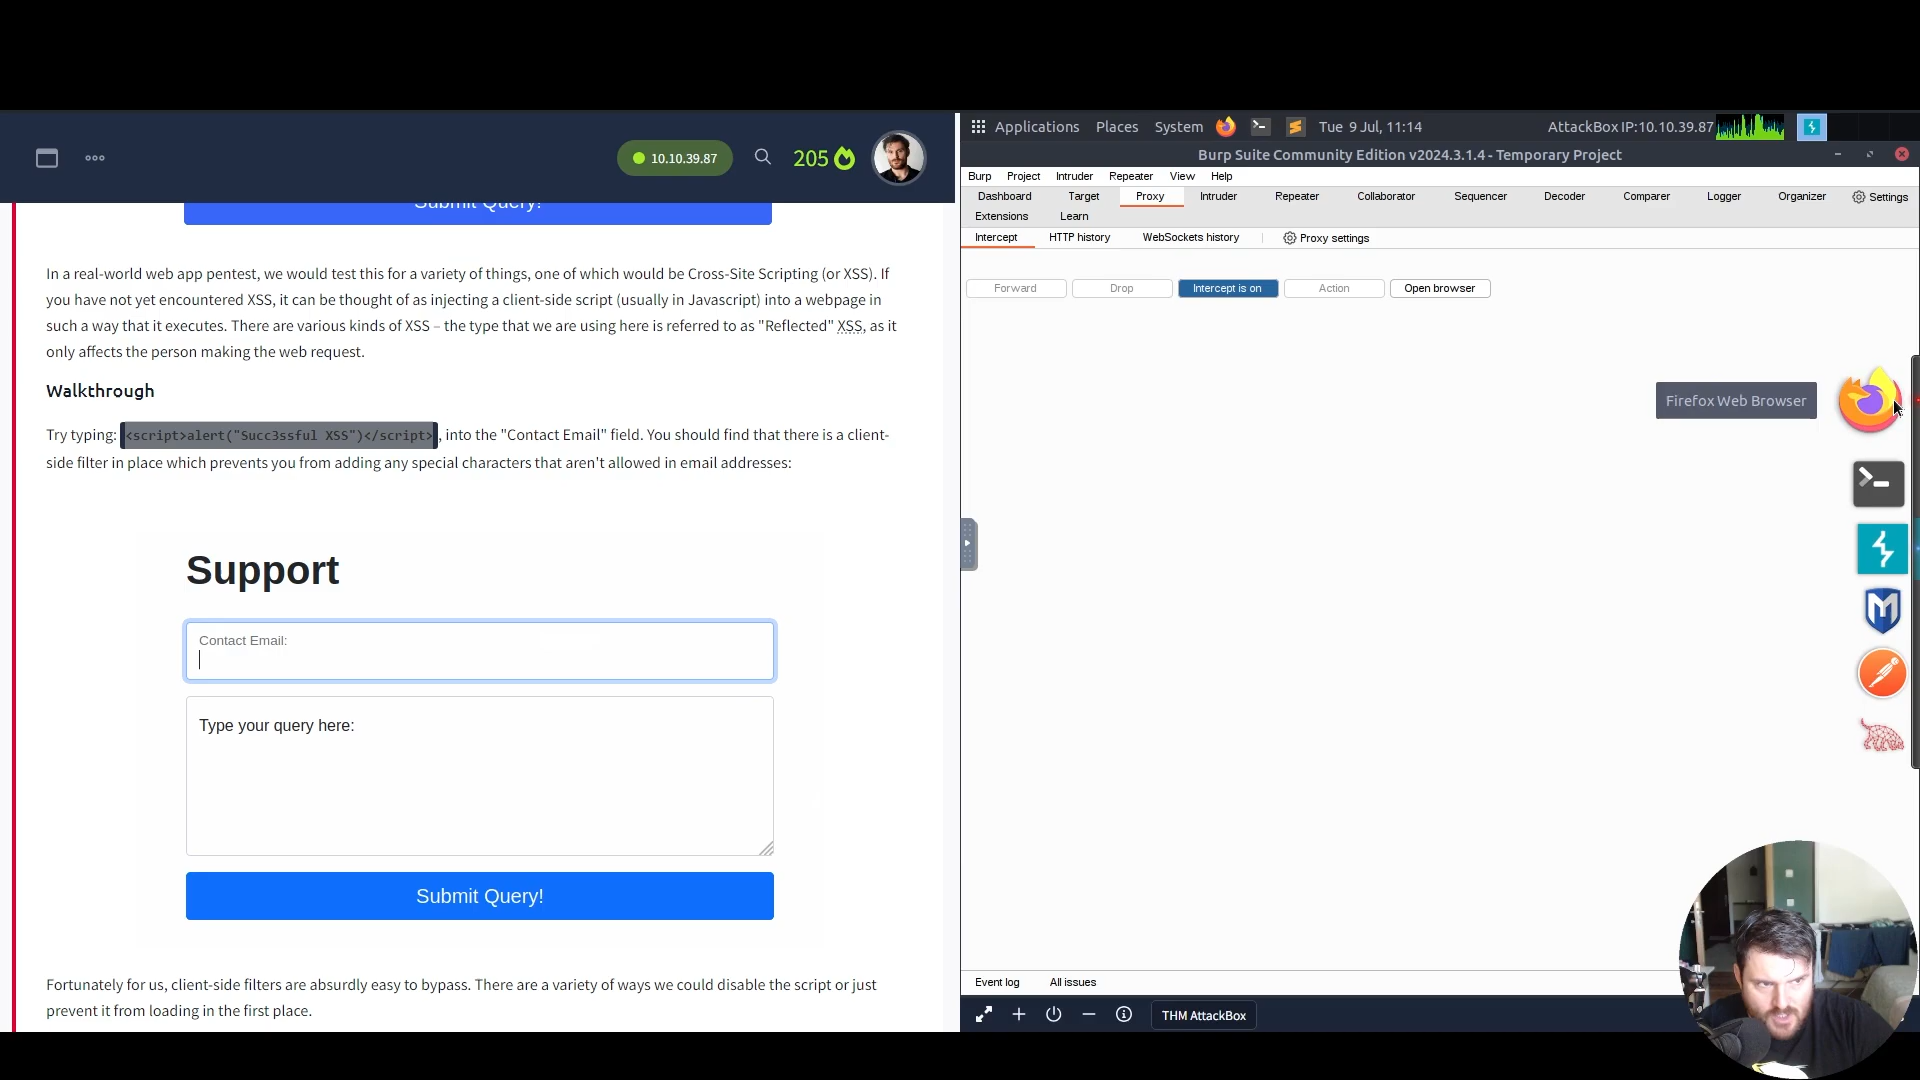 10.10.39.87
205
Submit Query!
In a real-world web app pentest, we would test this for a variety of things, one of which would be Cross-Site Scripting (or XSS). If
you have not yet encountered XSS, it can be thought of as injecting a client-side script (usually in Javascript) into a webpage in
such a way that it executes. There are various kinds of XSS – the type that we are using here is referred to as "Reflected" XSS, as it
only affects the person making the web request.
Walkthrough
Try typing: <script>alert("Succ3ssful XSS")</script>, into the "Contact Email" field. You should find that there is a client-
side filter in place which prevents you from adding any special characters that aren't allowed in email addresses:
Support
Contact Email:
Type your query here:
Submit Query!
Fortunately for us, client-side filters are absurdly easy to bypass. There are a variety of ways we could disable the script or just
prevent it from loading in the first place.
Applications Places System Tue 9 Jul, 11:14 AttackBox IP:10.10.39.87
Burp Suite Community Edition v2024.3.1.4 - Temporary Project
Burp Project Intruder Repeater View Help
Dashboard Target Proxy Intruder Repeater Collaborator Sequencer Decoder Comparer Logger Organizer Settings
Extensions Learn
Intercept HTTP history WebSockets history Proxy settings
Forward Drop Intercept is on Action Open browser
Firefox Web Browser
Event log All issues
THM AttackBox